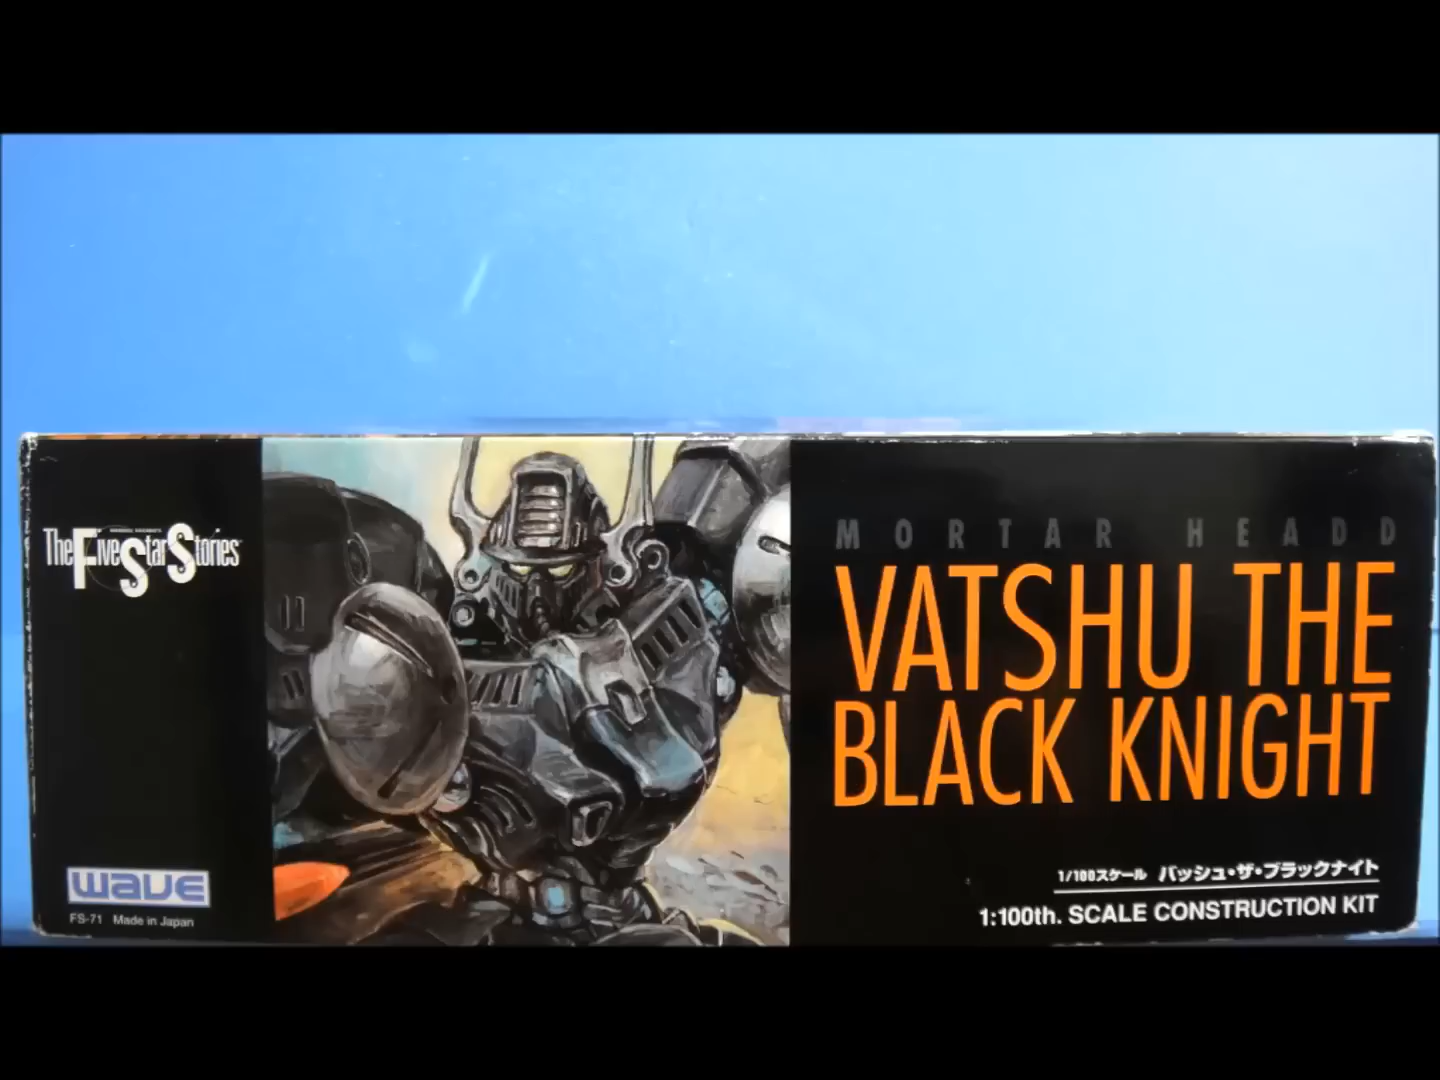 The Five Star Stories
MORTAR HEADD
VATSHU THE
BLACK KNIGHT
1/100スケール バッシュ・ザ・ブラックナイト
1:100th. SCALE CONSTRUCTION KIT
wave
FS-71 Made in Japan